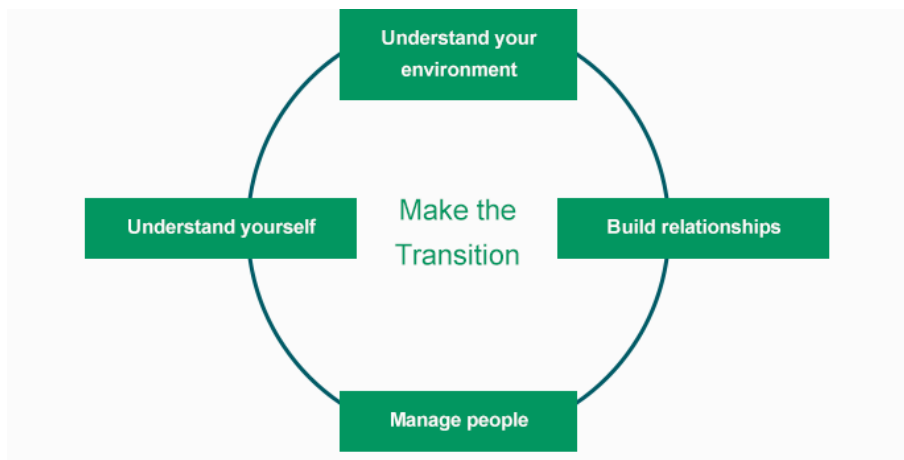 Understand your
environment
Understand yourself
Make the
Transition
Build relationships
Manage people